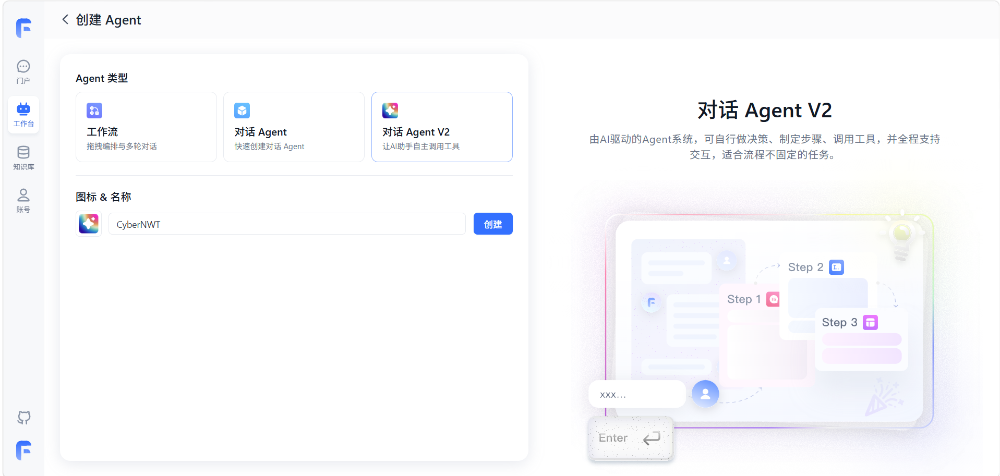 创建 Agent
门户
工作台
知识库
账号
Agent 类型
工作流
拖拽编排与多轮对话
对话 Agent
快速创建对话 Agent
对话 Agent V2
让AI助手自主调用工具
图标 & 名称
CyberNWT
创建
对话 Agent V2
由AI驱动的Agent系统，可自行做决策、制定步骤、调用工具，并全程支持
交互，适合流程不固定的任务。
Step 1
Hi
Step 2
I..
Step 3
xxx...
Enter